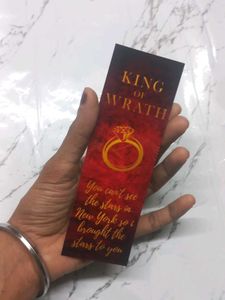 KING
OF
WRATH
You can't see
the stars in
New York so i
brought the
stars to you